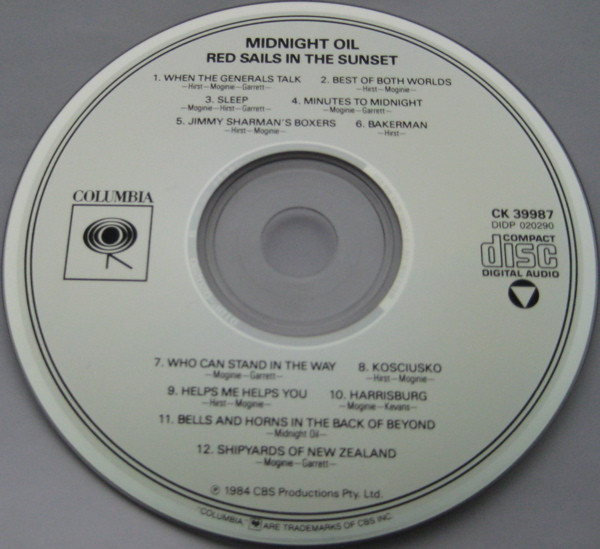 MIDNIGHT OIL
RED SAILS IN THE SUNSET
1. WHEN THE GENERALS TALK 2. BEST OF BOTH WORLDS
—Hirst—Moginie—Garrett— —Hirst—Moginie—
3. SLEEP 4. MINUTES TO MIDNIGHT
—Moginie—Hirst—Garrett— —Moginie—Garrett—
5. JIMMY SHARMAN'S BOXERS 6. BAKERMAN
—Hirst—Moginie— —Hirst—
COLUMBIA
CK 39987
DIDP 020290
COMPACT
disc
DIGITAL AUDIO
7. WHO CAN STAND IN THE WAY 8. KOSCIUSKO
—Moginie—Garrett— —Hirst—Moginie—
9. HELPS ME HELPS YOU 10. HARRISBURG
—Hirst—Moginie— —Moginie—Kevans—
11. BELLS AND HORNS IN THE BACK OF BEYOND
—Midnight Oil—
12. SHIPYARDS OF NEW ZEALAND
—Moginie—Garrett—
℗ 1984 CBS Productions Pty. Ltd.
"COLUMBIA," ARE TRADEMARKS OF CBS INC.